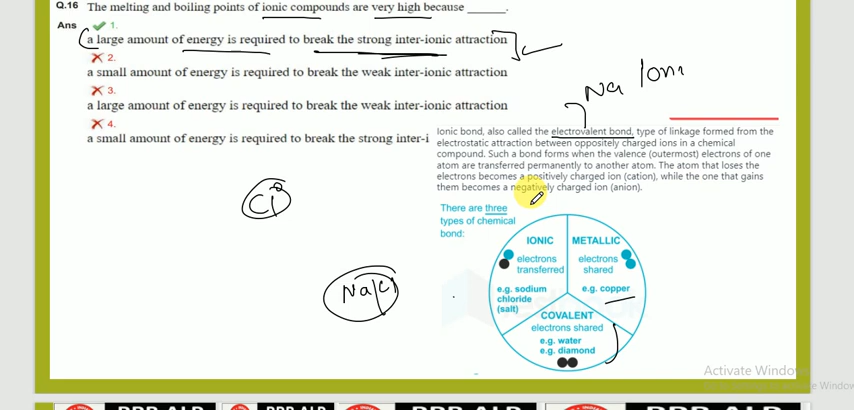 Q.16 The melting and boiling points of ionic compounds are very high because ______.
Ans 1.
a large amount of energy is required to break the strong inter-ionic attraction
2.
a small amount of energy is required to break the weak inter-ionic attraction
3.
a large amount of energy is required to break the weak inter-ionic attraction
4.
a small amount of energy is required to break the strong inter-i
Na Ioni
Ionic bond, also called the electrovalent bond, type of linkage formed from the
electrostatic attraction between oppositely charged ions in a chemical
compound. Such a bond forms when the valence (outermost) electrons of one
atom are transferred permanently to another atom. The atom that loses the
electrons becomes a positively charged ion (cation), while the one that gains
them becomes a negatively charged ion (anion).
There are three
types of chemical
bond:
IONIC
electrons
transferred
e.g. sodium
chloride
(salt)
METALLIC
electrons
shared
e.g. copper
COVALENT
electrons shared
e.g. water
e.g. diamond
Cl
NaCl
Activate Windows